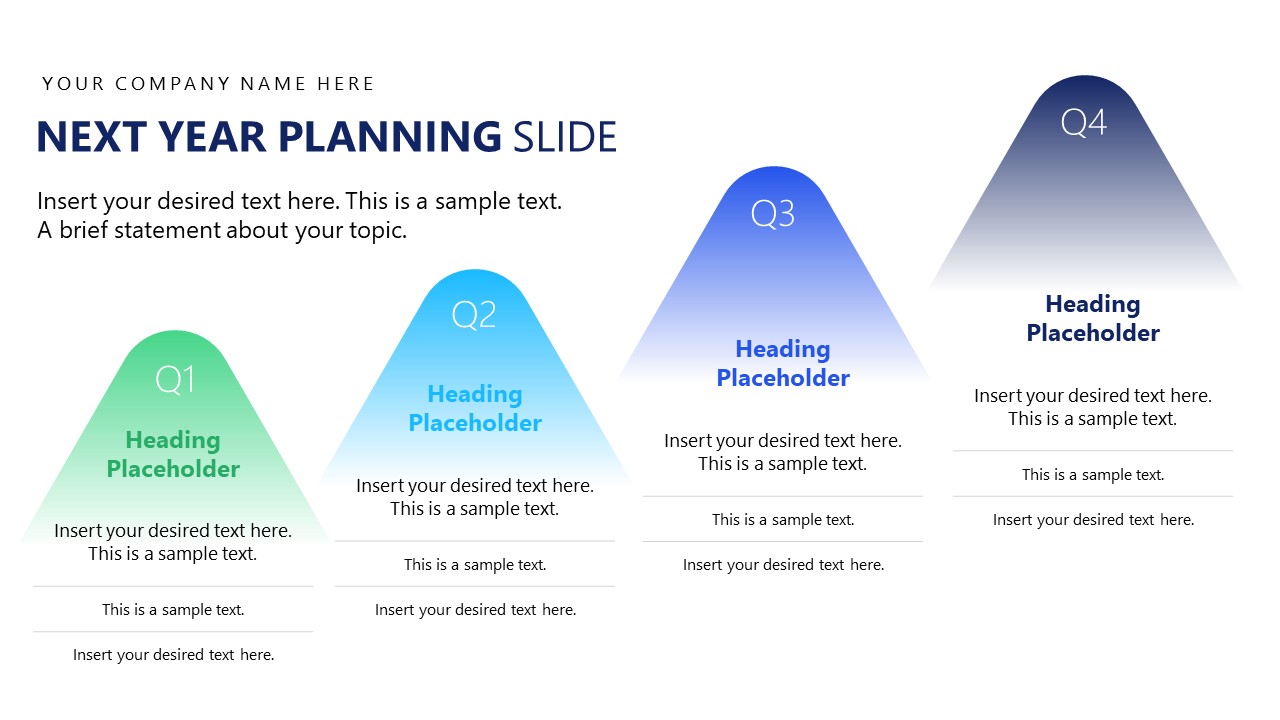 YOUR COMPANY NAME HERE
NEXT YEAR PLANNING SLIDE
Insert your desired text here. This is a sample text.
A brief statement about your topic.
Q1
Heading
Placeholder
Insert your desired text here.
This is a sample text.
This is a sample text.
Insert your desired text here.
Q2
Heading
Placeholder
Insert your desired text here.
This is a sample text.
This is a sample text.
Insert your desired text here.
Q3
Heading
Placeholder
Insert your desired text here.
This is a sample text.
This is a sample text.
Insert your desired text here.
Q4
Heading
Placeholder
Insert your desired text here.
This is a sample text.
This is a sample text.
Insert your desired text here.